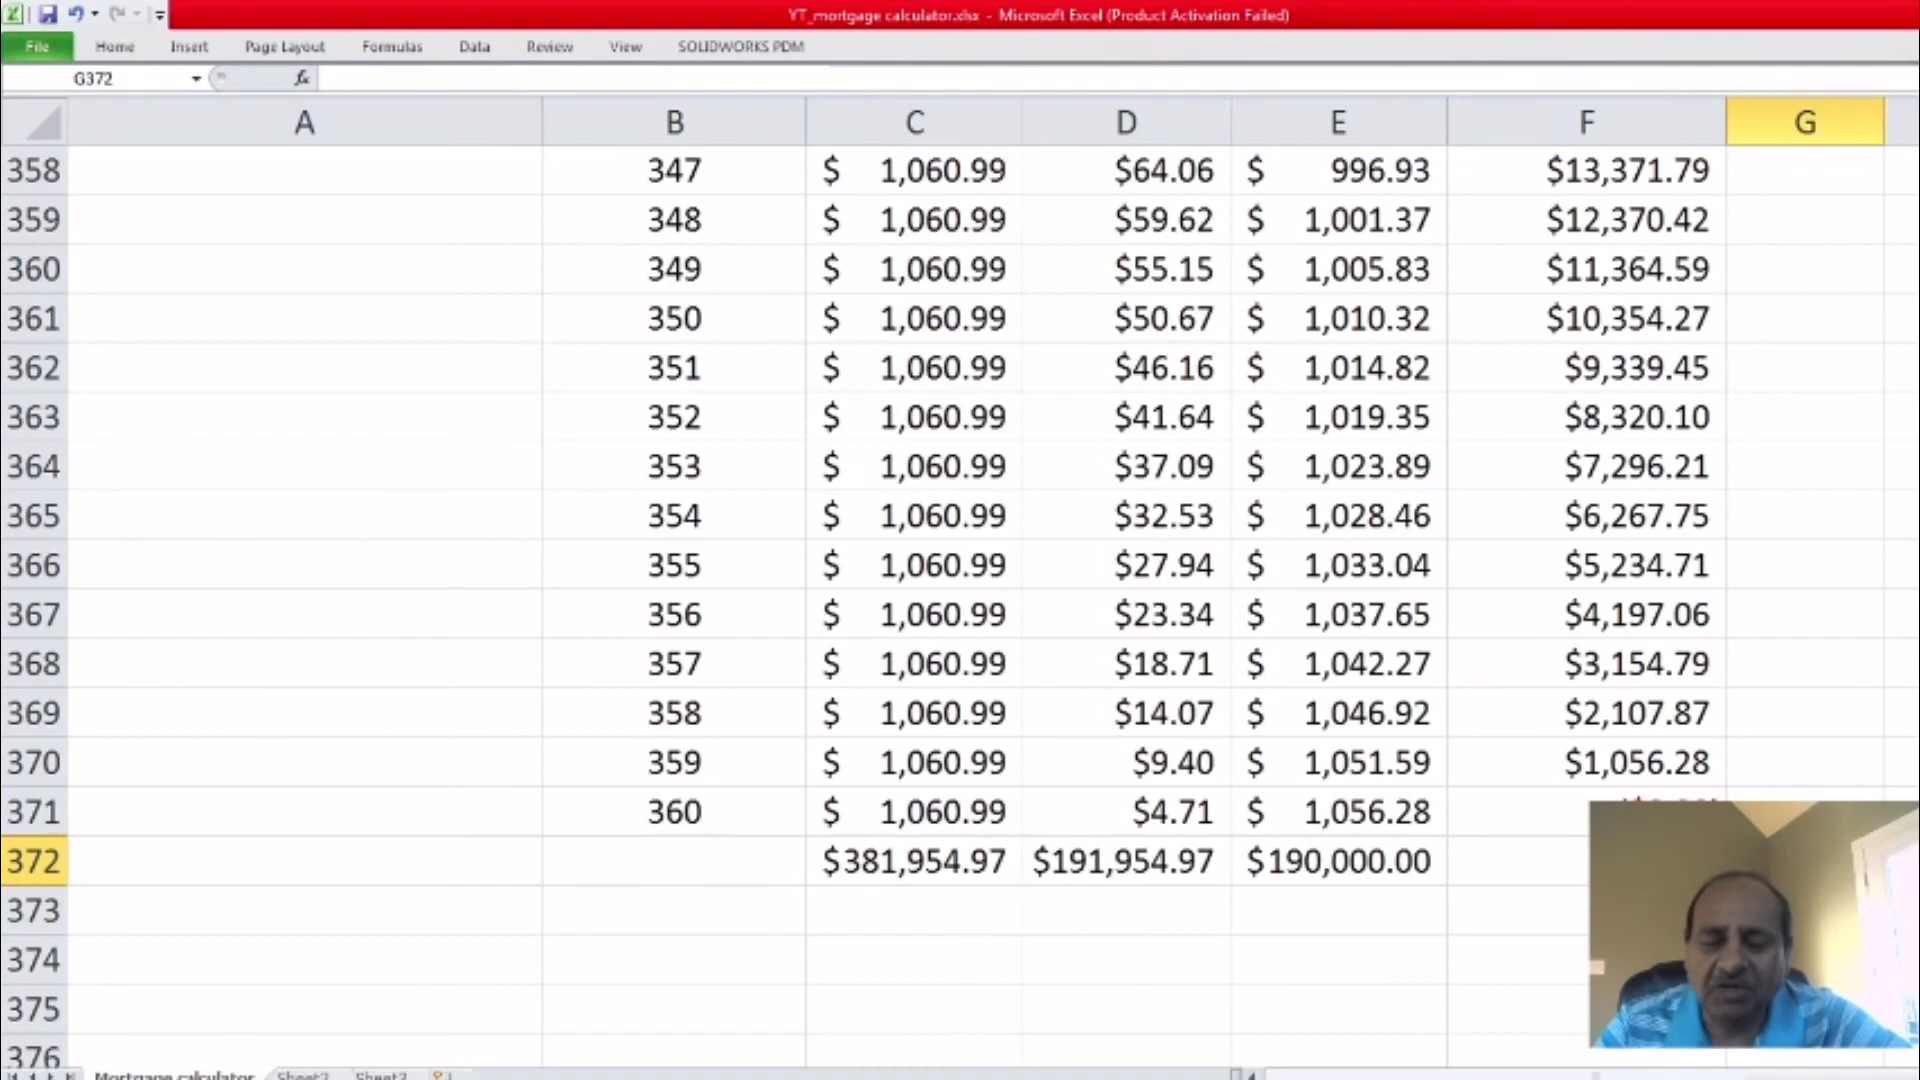 YT_mortgage calculator.xlsx - Microsoft Excel (Product Activation Failed)
File Home Insert Page Layout Formulas Data Review View SOLIDWORKS PDM
G372 fx
A B C D E F G
358 347 $ 1,060.99 $64.06 $ 996.93 $13,371.79
359 348 $ 1,060.99 $59.62 $ 1,001.37 $12,370.42
360 349 $ 1,060.99 $55.15 $ 1,005.83 $11,364.59
361 350 $ 1,060.99 $50.67 $ 1,010.32 $10,354.27
362 351 $ 1,060.99 $46.16 $ 1,014.82 $9,339.45
363 352 $ 1,060.99 $41.64 $ 1,019.35 $8,320.10
364 353 $ 1,060.99 $37.09 $ 1,023.89 $7,296.21
365 354 $ 1,060.99 $32.53 $ 1,028.46 $6,267.75
366 355 $ 1,060.99 $27.94 $ 1,033.04 $5,234.71
367 356 $ 1,060.99 $23.34 $ 1,037.65 $4,197.06
368 357 $ 1,060.99 $18.71 $ 1,042.27 $3,154.79
369 358 $ 1,060.99 $14.07 $ 1,046.92 $2,107.87
370 359 $ 1,060.99 $9.40 $ 1,051.59 $1,056.28
371 360 $ 1,060.99 $4.71 $ 1,056.28
372 $381,954.97 $191,954.97 $190,000.00
373
374
375
376
Mortgage calculator Sheet2 Sheet3